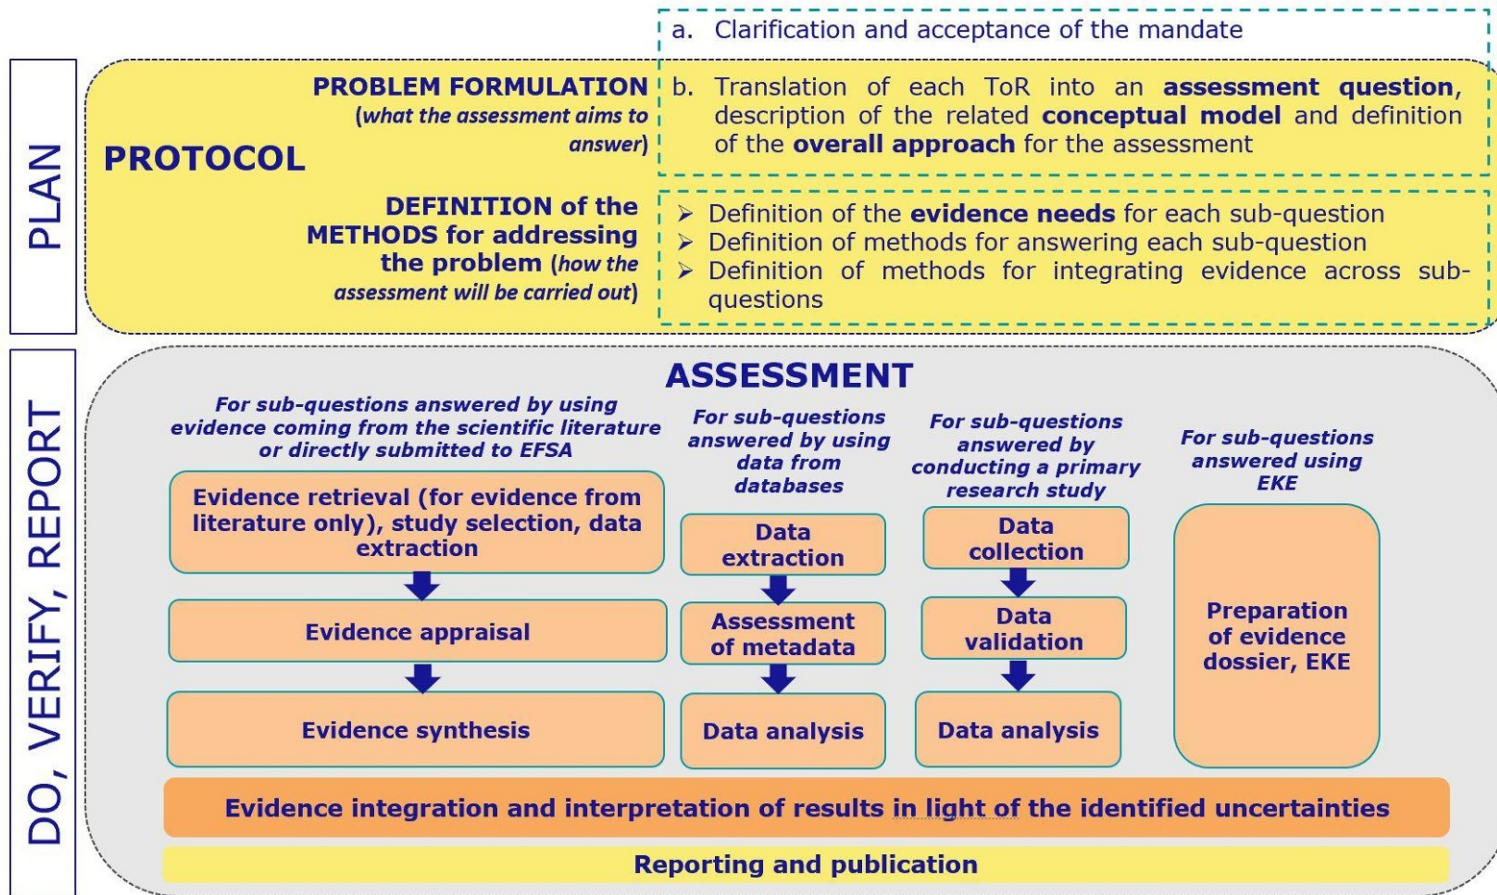 a. Clarification and acceptance of the mandate
PLAN
PROTOCOL
PROBLEM FORMULATION
(what the assessment aims to
answer)
b. Translation of each ToR into an assessment question,
description of the related conceptual model and definition
of the overall approach for the assessment
DEFINITION of the
METHODS for addressing
the problem (how the
assessment will be carried out)
➢ Definition of the evidence needs for each sub-question
➢ Definition of methods for answering each sub-question
➢ Definition of methods for integrating evidence across sub-
questions
DO, VERIFY, REPORT
ASSESSMENT
For sub-questions answered by using
evidence coming from the scientific literature
or directly submitted to EFSA
Evidence retrieval (for evidence from
literature only), study selection, data
extraction
Evidence appraisal
Evidence synthesis
For sub-questions
answered by using
data from
databases
Data
extraction
Assessment
of metadata
Data analysis
For sub-questions
answered by
conducting a primary
research study
Data
collection
Data
validation
Data analysis
For sub-questions
answered using
EKE
Preparation
of evidence
dossier, EKE
Evidence integration and interpretation of results in light of the identified uncertainties
Reporting and publication